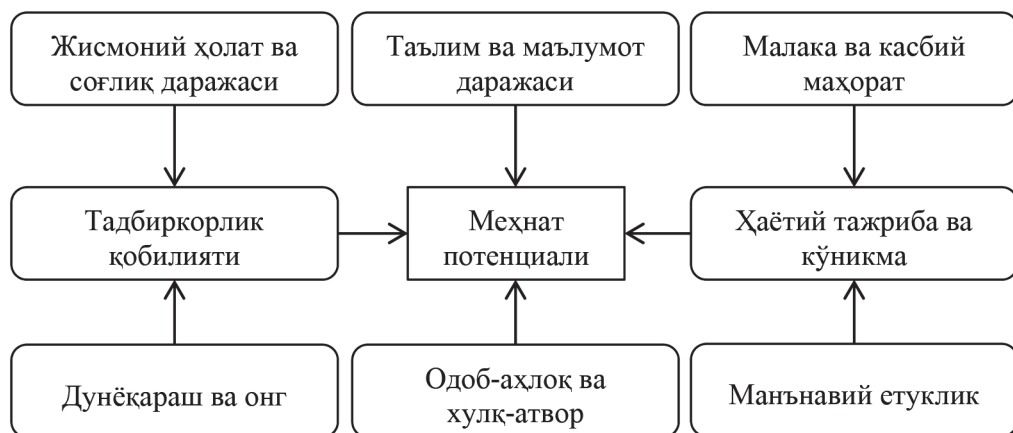 Жисмоний ҳолат ва
соғлиқ даражаси
Таълим ва маълумот
даражаси
Малака ва касбий
маҳорат
Тадбиркорлик
қобилияти
Меҳнат
потенциали
Ҳаётий тажриба ва
кўникма
Дунёқараш ва онг
Одоб-аҳлоқ ва
хулқ-атвор
Манънавий етуклик